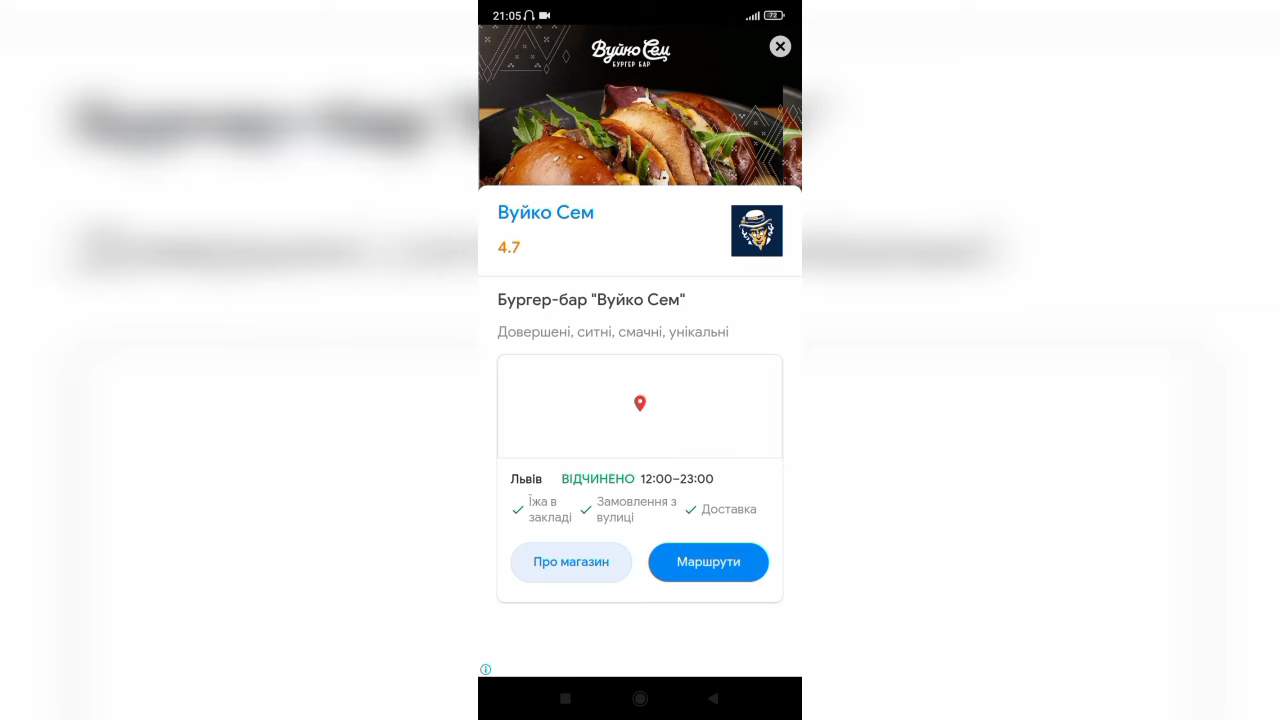 21:05
72
Вуйко Сем
БУРГЕР БАР
Вуйко Сем
4.7
Бургер-бар "Вуйко Сем"
Довершені, ситні, смачні, унікальні
Львів ВІДЧИНЕНО 12:00–23:00
Їжа в закладі
Замовлення з вулиці
Доставка
Про магазин
Маршрути